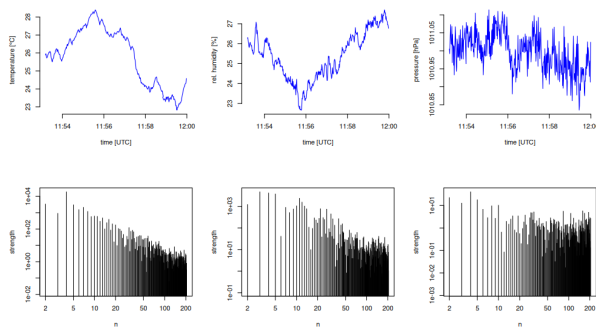 temperature [°C]
28
27
26
25
24
23
11:54 11:56 11:58 12:00
time [UTC]
rel. humidity [%]
27
26
25
24
23
11:54 11:56 11:58 12:00
time [UTC]
pressure [hPa]
1011.05
1010.95
1010.85
11:54 11:56 11:58 12:00
time [UTC]
strength
1e+04
1e+02
1e+00
1e-02
2 5 10 20 50 100 200
n
strength
1e+03
1e+01
1e-01
2 5 10 20 50 100 200
n
strength
1e+01
1e-01
1e-02
1e-03
2 5 10 20 50 100 200
n